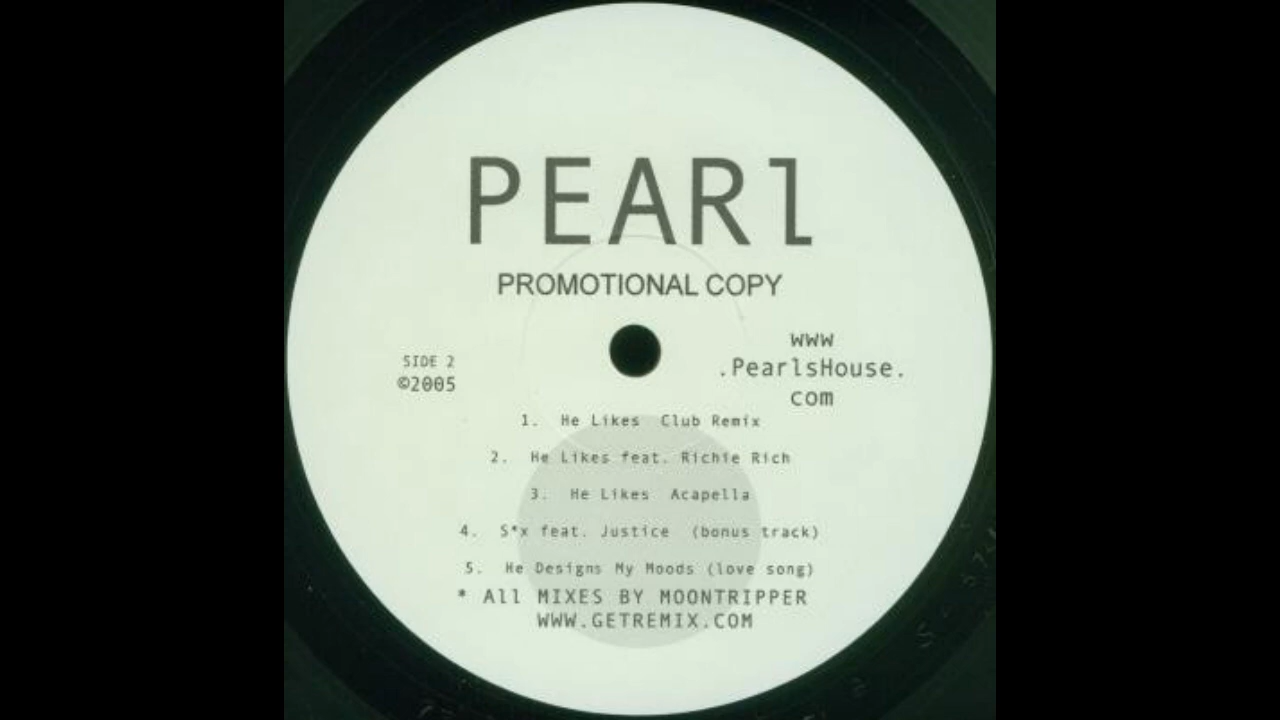 PEARl
PROMOTIONAL COPY
SIDE 2
©2005
www
.PearlsHouse.
com
1. He Likes Club Remix
2. He Likes feat. Richie Rich
3. He Likes Acapella
4. S*x feat. Justice (bonus track)
5. He Designs My Moods (love song)
* All MIXES BY MOONTRIPPER
WWW.GETREMIX.COM